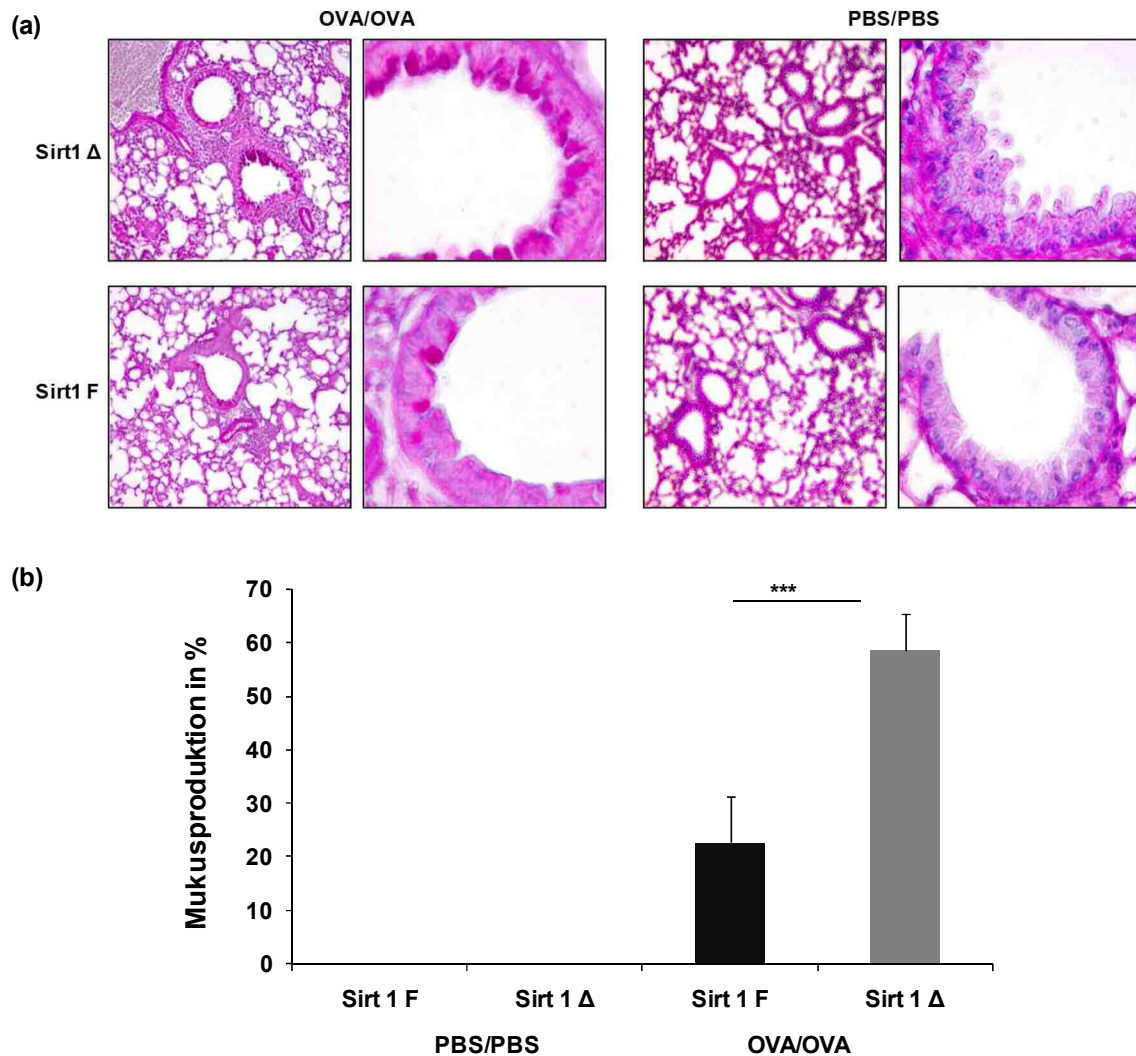 (a)
OVA/OVA PBS/PBS
Sirt1 Δ
Sirt1 F
(b)
***
Mukusproduktion in %
70
60
50
40
30
20
10
0
Sirt 1 F Sirt 1 Δ Sirt 1 F Sirt 1 Δ
PBS/PBS OVA/OVA